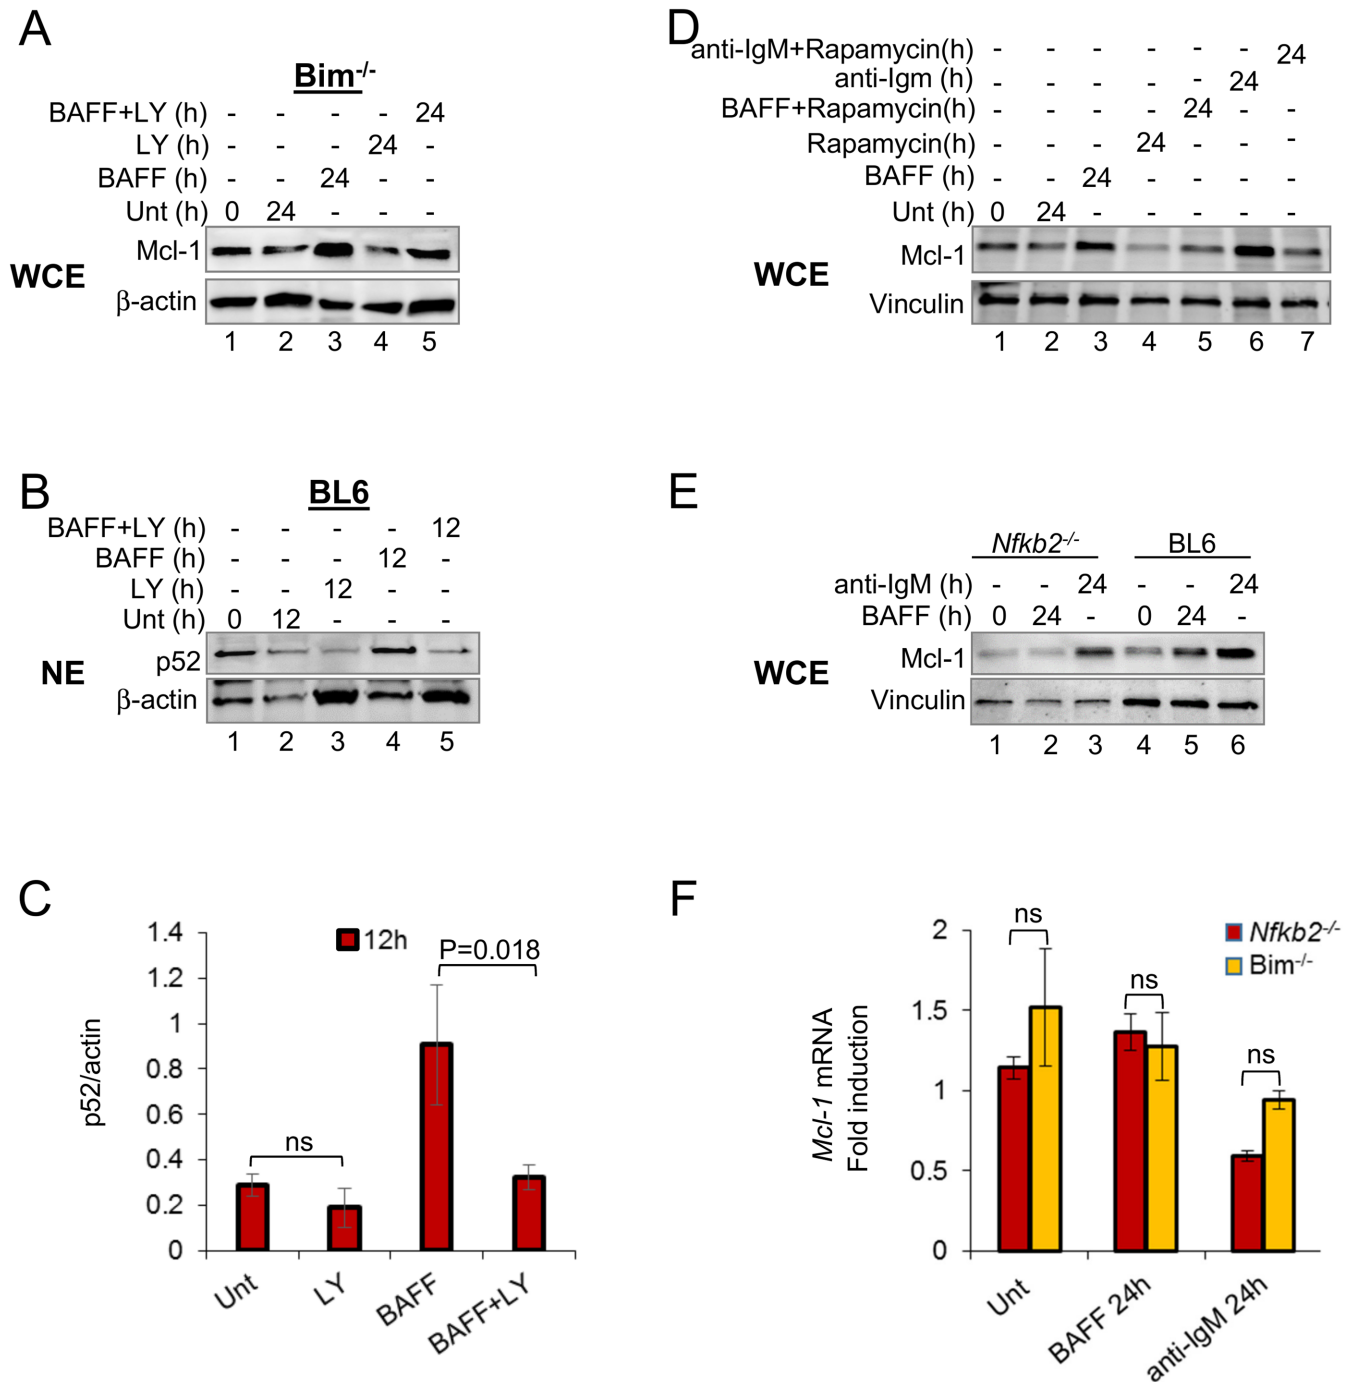 A
Bim-/-
BAFF+LY (h) - - - - 24
LY (h) - - - 24 -
BAFF (h) - - 24 - -
Unt (h) 0 24 - - -
Mcl-1
WCE
β-actin
1 2 3 4 5
B
BL6
BAFF+LY (h) - - - - 12
BAFF (h) - - - 12 -
LY (h) - - 12 - -
Unt (h) 0 12 - - -
p52
NE
β-actin
1 2 3 4 5
C
1.4
1.2
1
0.8
0.6
0.4
0.2
0
p52/actin
12h
P=0.018
ns
Unt
LY
BAFF
BAFF+LY
D
anti-IgM+Rapamycin(h) - - - - - - 24
anti-Igm (h) - - - - - 24 -
BAFF+Rapamycin(h) - - - - 24 - -
Rapamycin(h) - - - 24 - - -
BAFF (h) - - 24 - - - -
Unt (h) 0 24 - - - - -
Mcl-1
WCE
Vinculin
1 2 3 4 5 6 7
E
Nfkb2-/- BL6
anti-IgM (h) - - 24 - - 24
BAFF (h) 0 24 - 0 24 -
Mcl-1
WCE
Vinculin
1 2 3 4 5 6
F
2
1.5
1
0.5
0
Mcl-1 mRNA
Fold induction
ns
ns
ns
Nfkb2-/-
Bim-/-
Unt
BAFF 24h
anti-IgM 24h